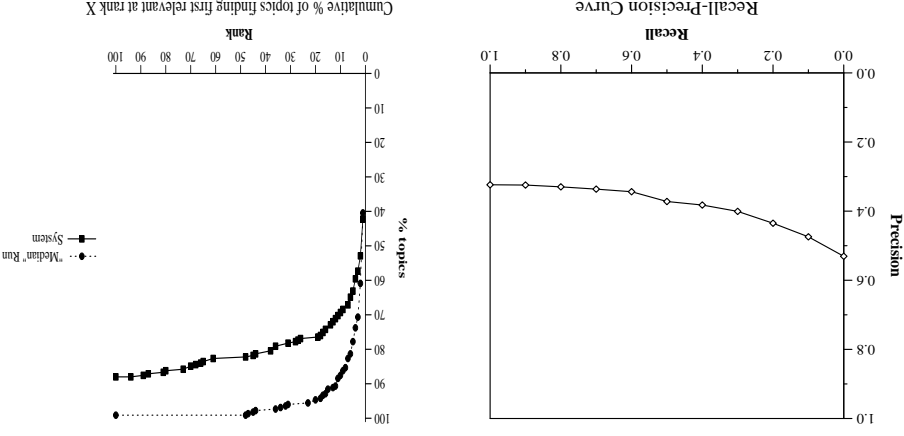 1.0
0.8
0.6
0.4
0.2
0.0
Precision
0.0 0.2 0.4 0.6 0.8 1.0
Recall
Recall-Precision Curve
100
90
80
70
60
50
40
30
20
10
0
% topics
"Median" Run
System
0 10 20 30 40 50 60 70 80 90 100
Rank
Cumulative % of topics finding first relevant at rank X